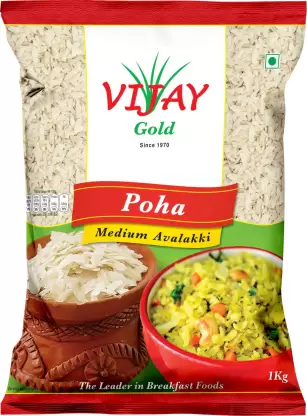 VIJAY
Gold
Since 1970
Poha
Medium Avalakki
1Kg
The Leader in Breakfast Foods